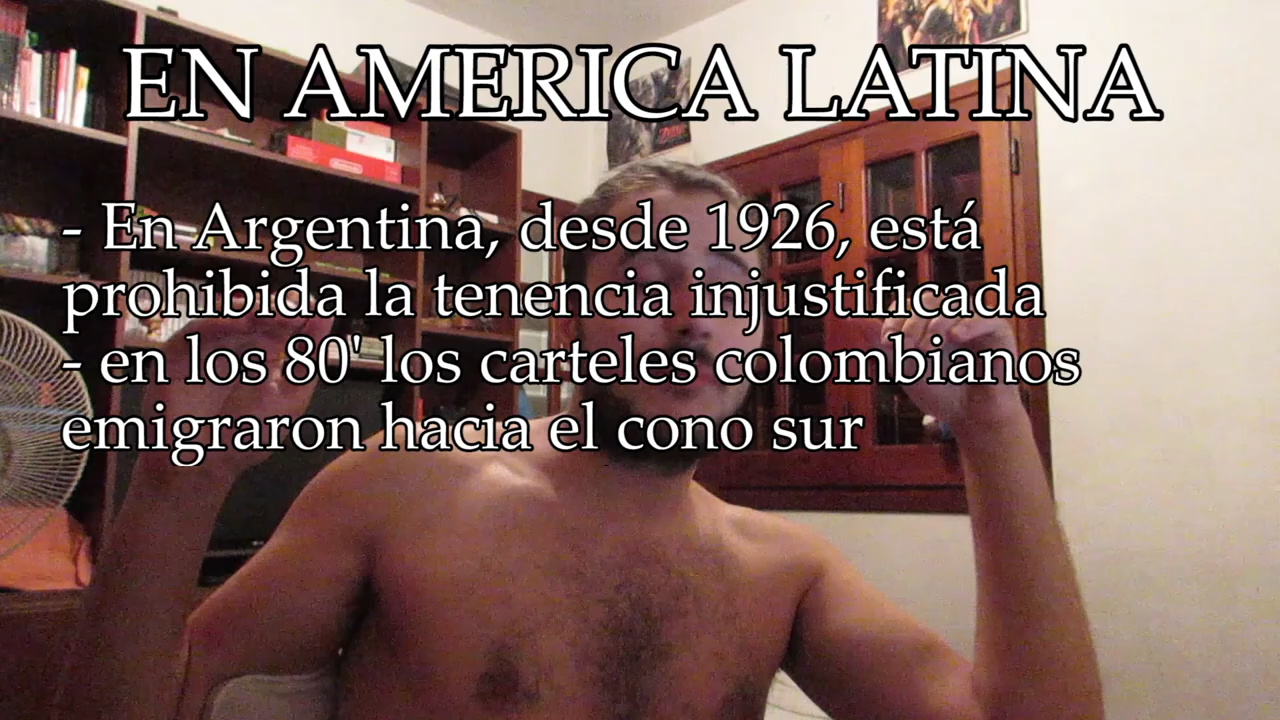 EN AMERICA LATINA
- En Argentina, desde 1926, está
prohibida la tenencia injustificada
- en los 80' los carteles colombianos
emigraron hacia el cono sur
Nintendo